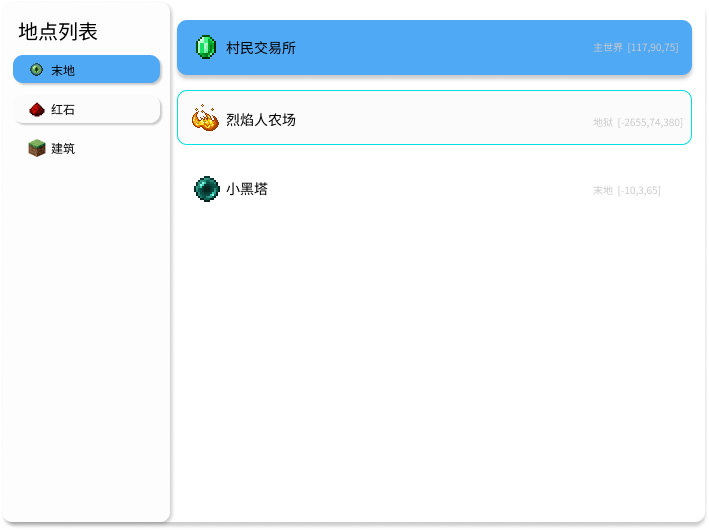 地点列表
末地
红石
建筑
村民交易所 主世界 [117,90,75]
烈焰人农场 地狱 [-2655,74,380]
小黑塔 末地 [-10,3,65]